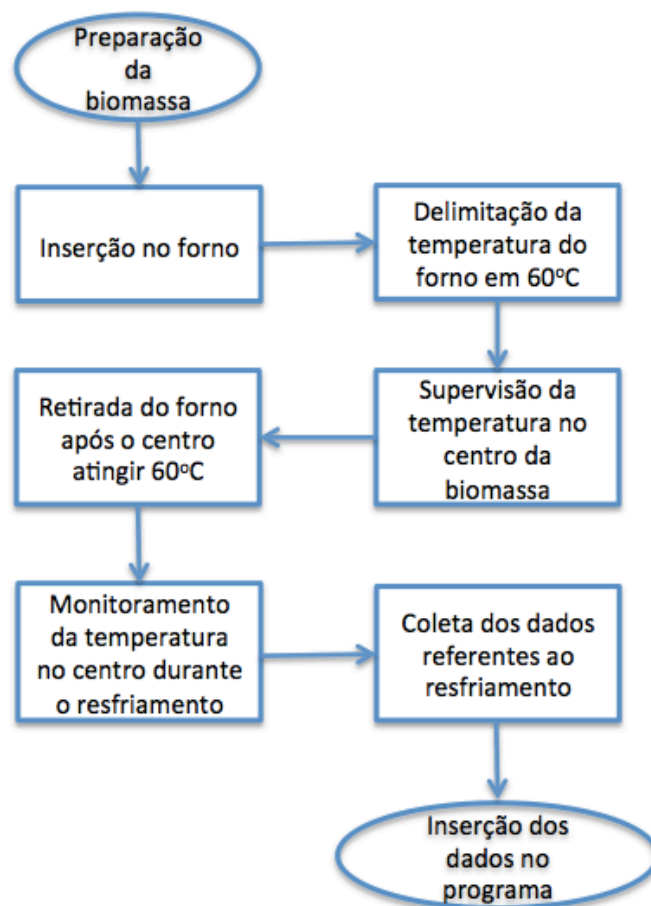 Preparação
da
biomassa
Inserção no forno
Delimitação da
temperatura do
forno em 60ºC
Supervisão da
temperatura no
centro da
biomassa
Retirada do forno
após o centro
atingir 60ºC
Monitoramento
da temperatura
no centro durante
o resfriamento
Coleta dos dados
referentes ao
resfriamento
Inserção dos
dados no
programa